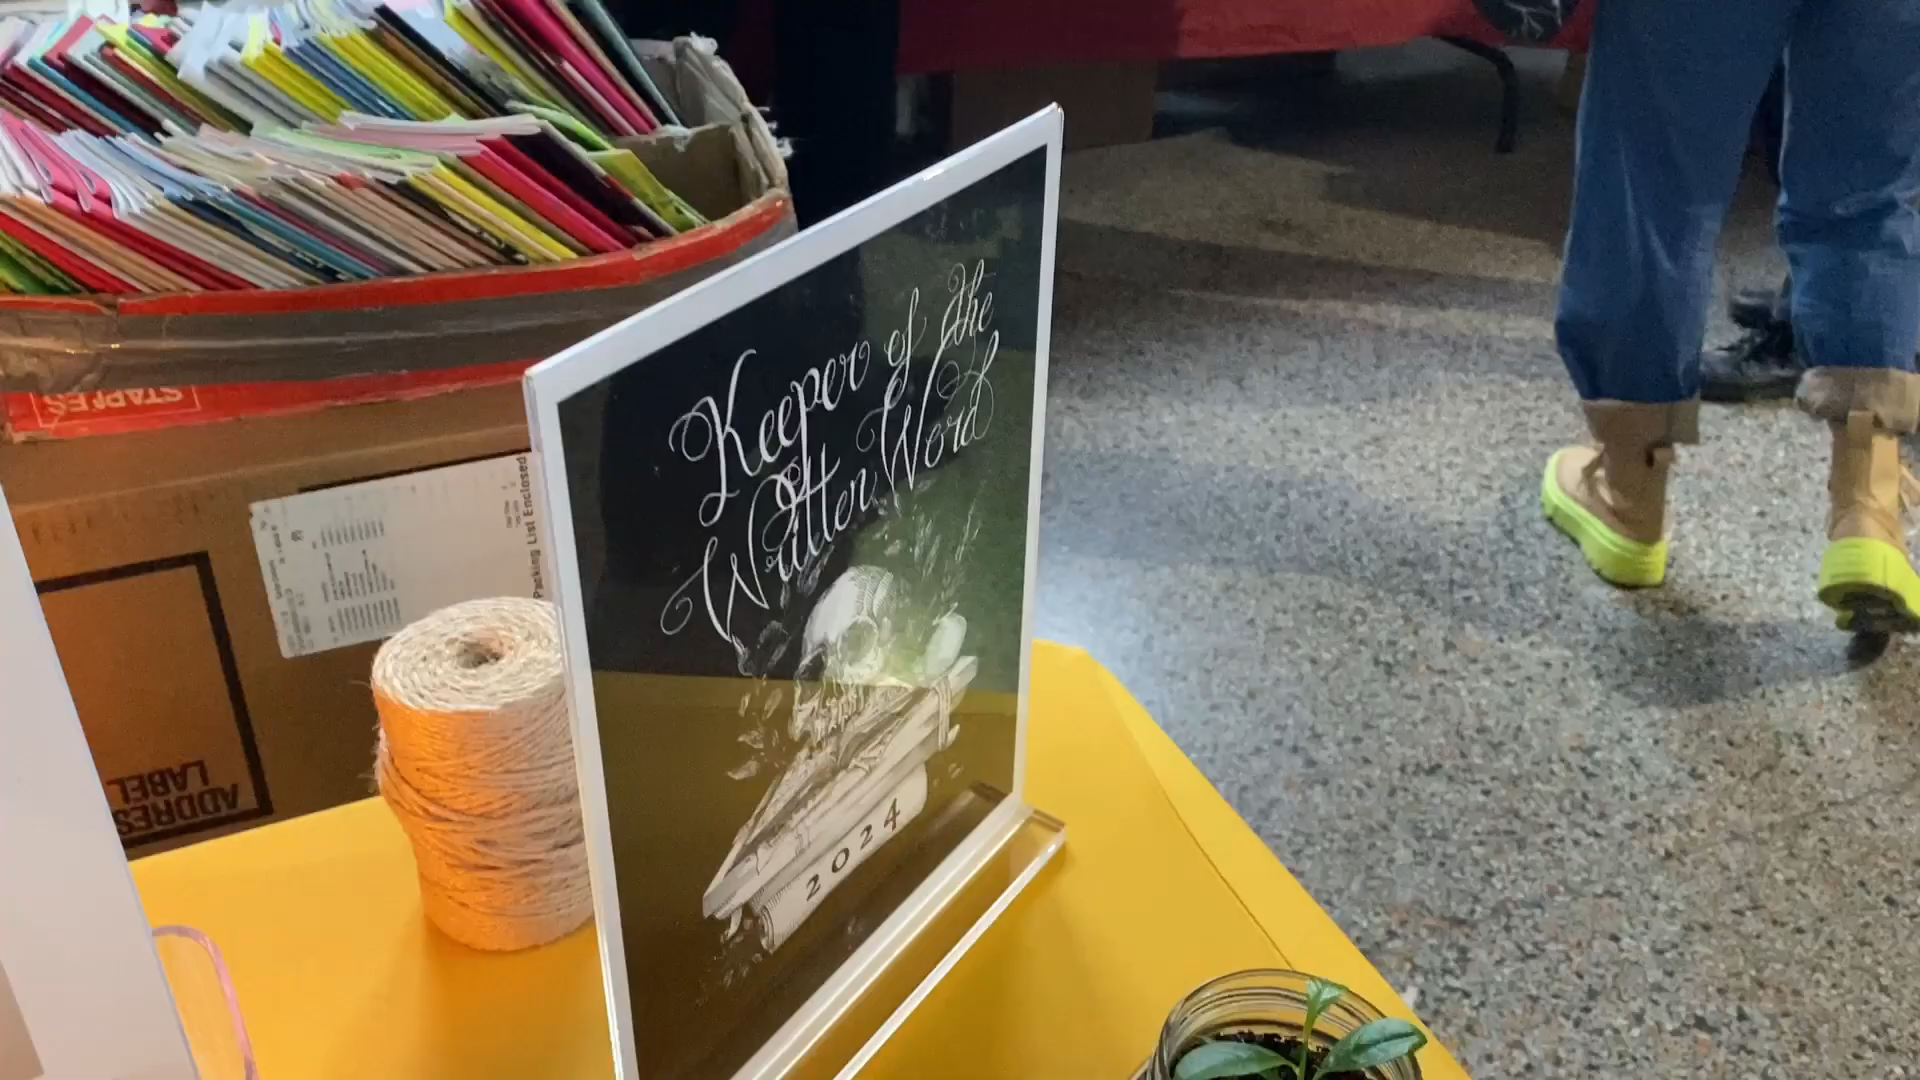 Keeper of the
Written Word
2024
STAPLES
Packing List Enclosed
ADDRESS
LABEL